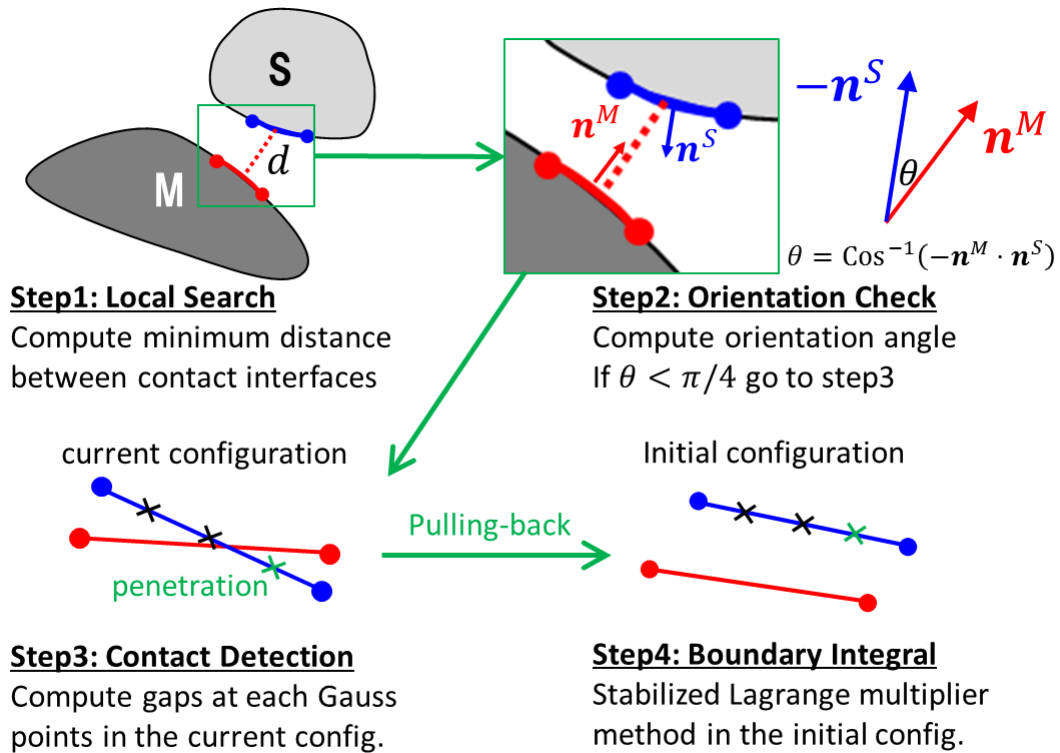 S
M
d
n^M
n^S
−n^S
n^M
θ
θ = Cos⁻¹(−n^M · n^S)
Step1: Local Search
Compute minimum distance
between contact interfaces
Step2: Orientation Check
Compute orientation angle
If θ < π/4 go to step3
current configuration
penetration
Pulling-back
Initial configuration
Step3: Contact Detection
Compute gaps at each Gauss
points in the current config.
Step4: Boundary Integral
Stabilized Lagrange multiplier
method in the initial config.